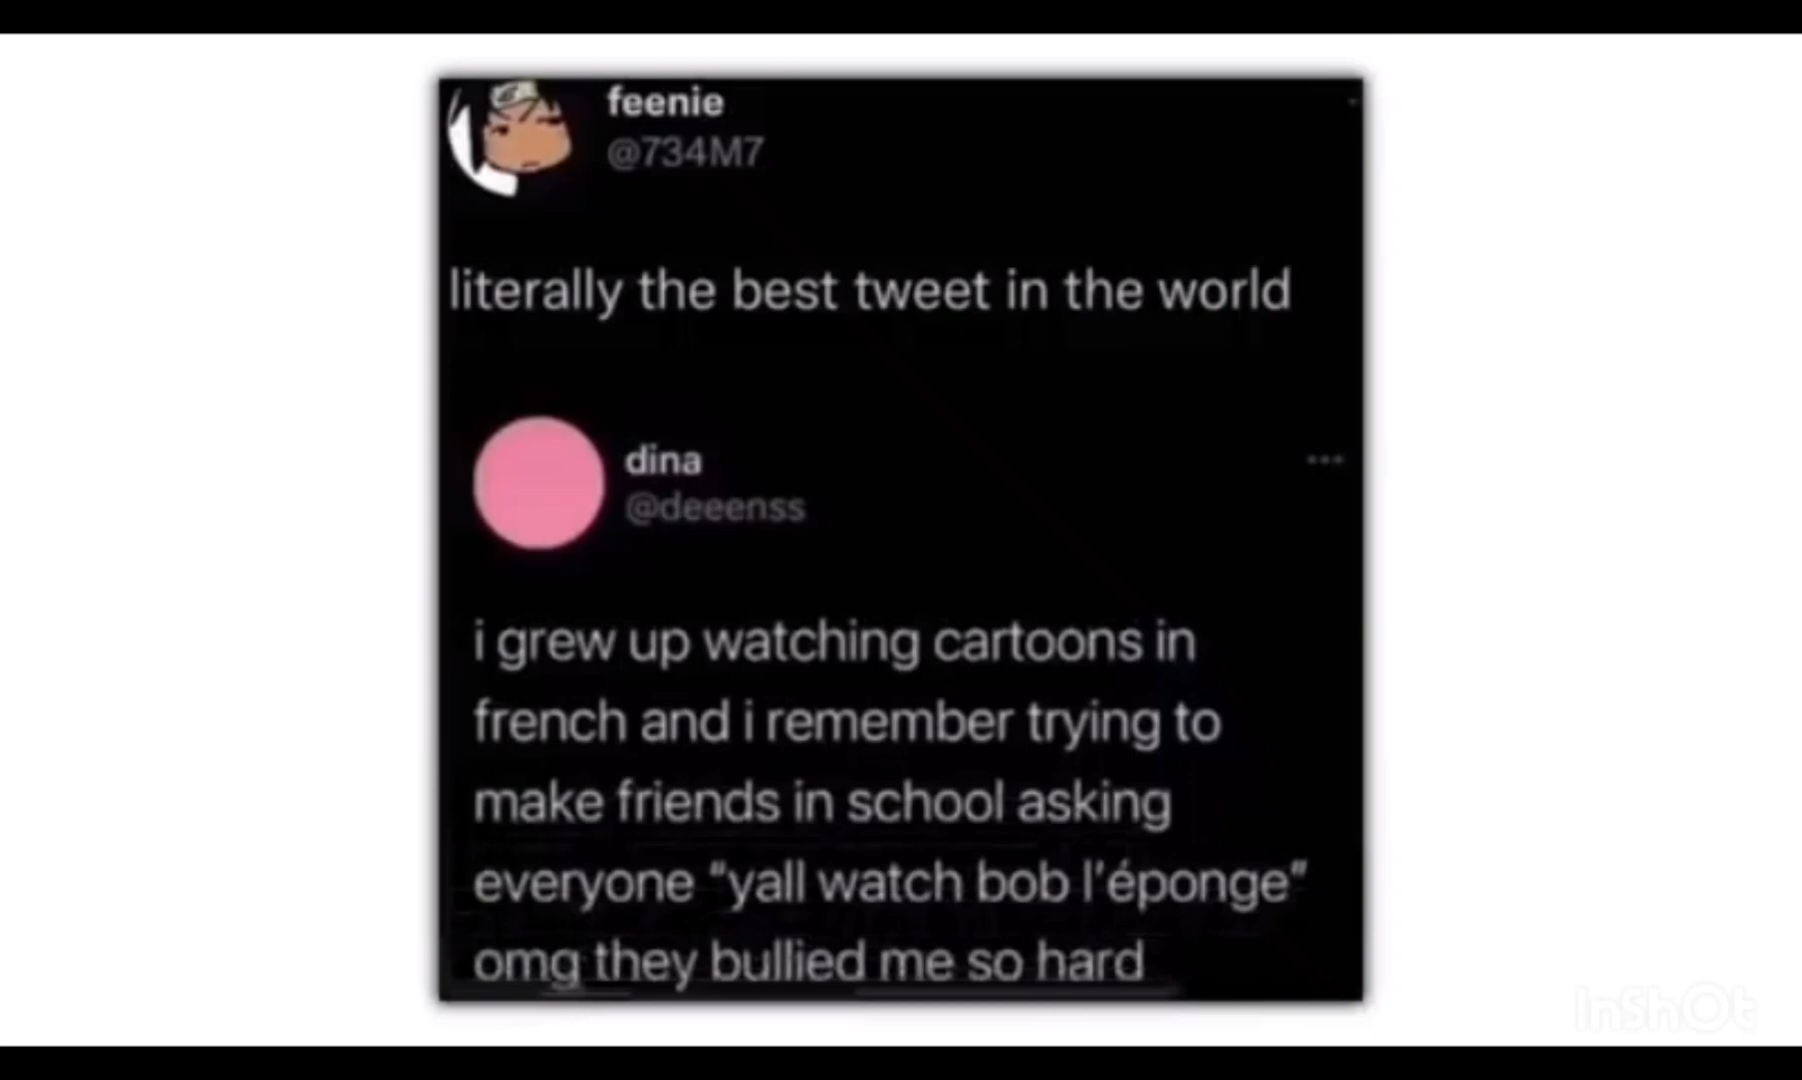 feenie
@734M7
literally the best tweet in the world
dina
@deeenss
i grew up watching cartoons in
french and i remember trying to
make friends in school asking
everyone “yall watch bob l'éponge”
omg they bullied me so hard
InShOt